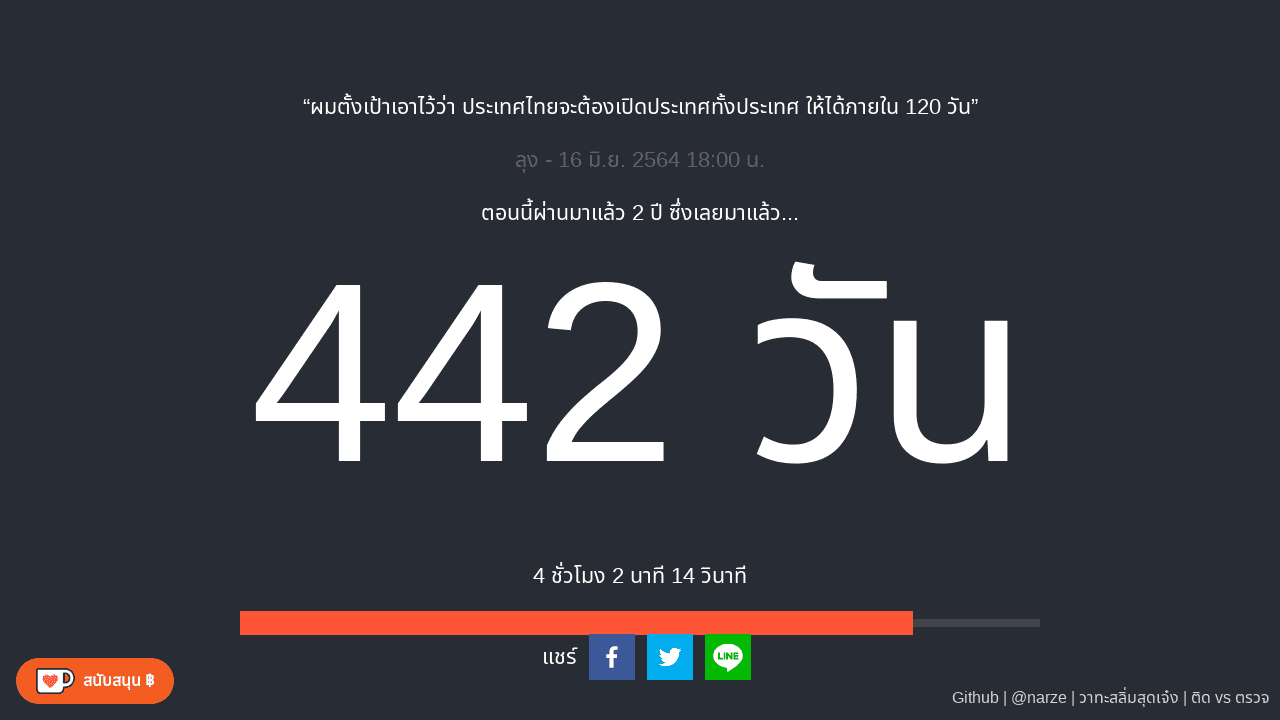 “ผมตั้งเป้าเอาไว้ว่า ประเทศไทยจะต้องเปิดประเทศทั้งประเทศ ให้ได้ภายใน 120 วัน”
ลุง - 16 มิ.ย. 2564 18:00 น.
ตอนนี้ผ่านมาแล้ว 2 ปี ซึ่งเลยมาแล้ว...
442 วัน
4 ชั่วโมง 2 นาที 14 วินาที
แชร์
LINE
สนับสนุน ฿
Github | @narze | วาทะสลิ่มสุดเจ๋ง | ติด vs ตรวจ